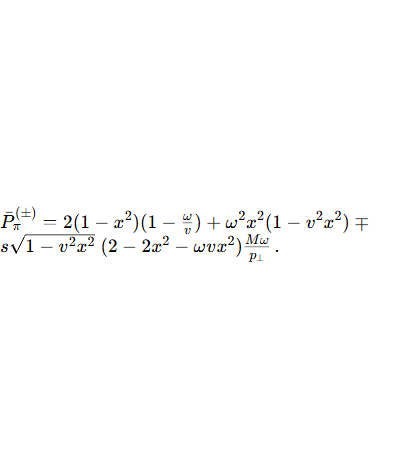 P̄_π^(±) = 2(1 − x²)(1 − ω/v) + ω²x²(1 − v²x²) ∓
s√(1 − v²x²) (2 − 2x² − ωvx²) Mω/p_⊥ .